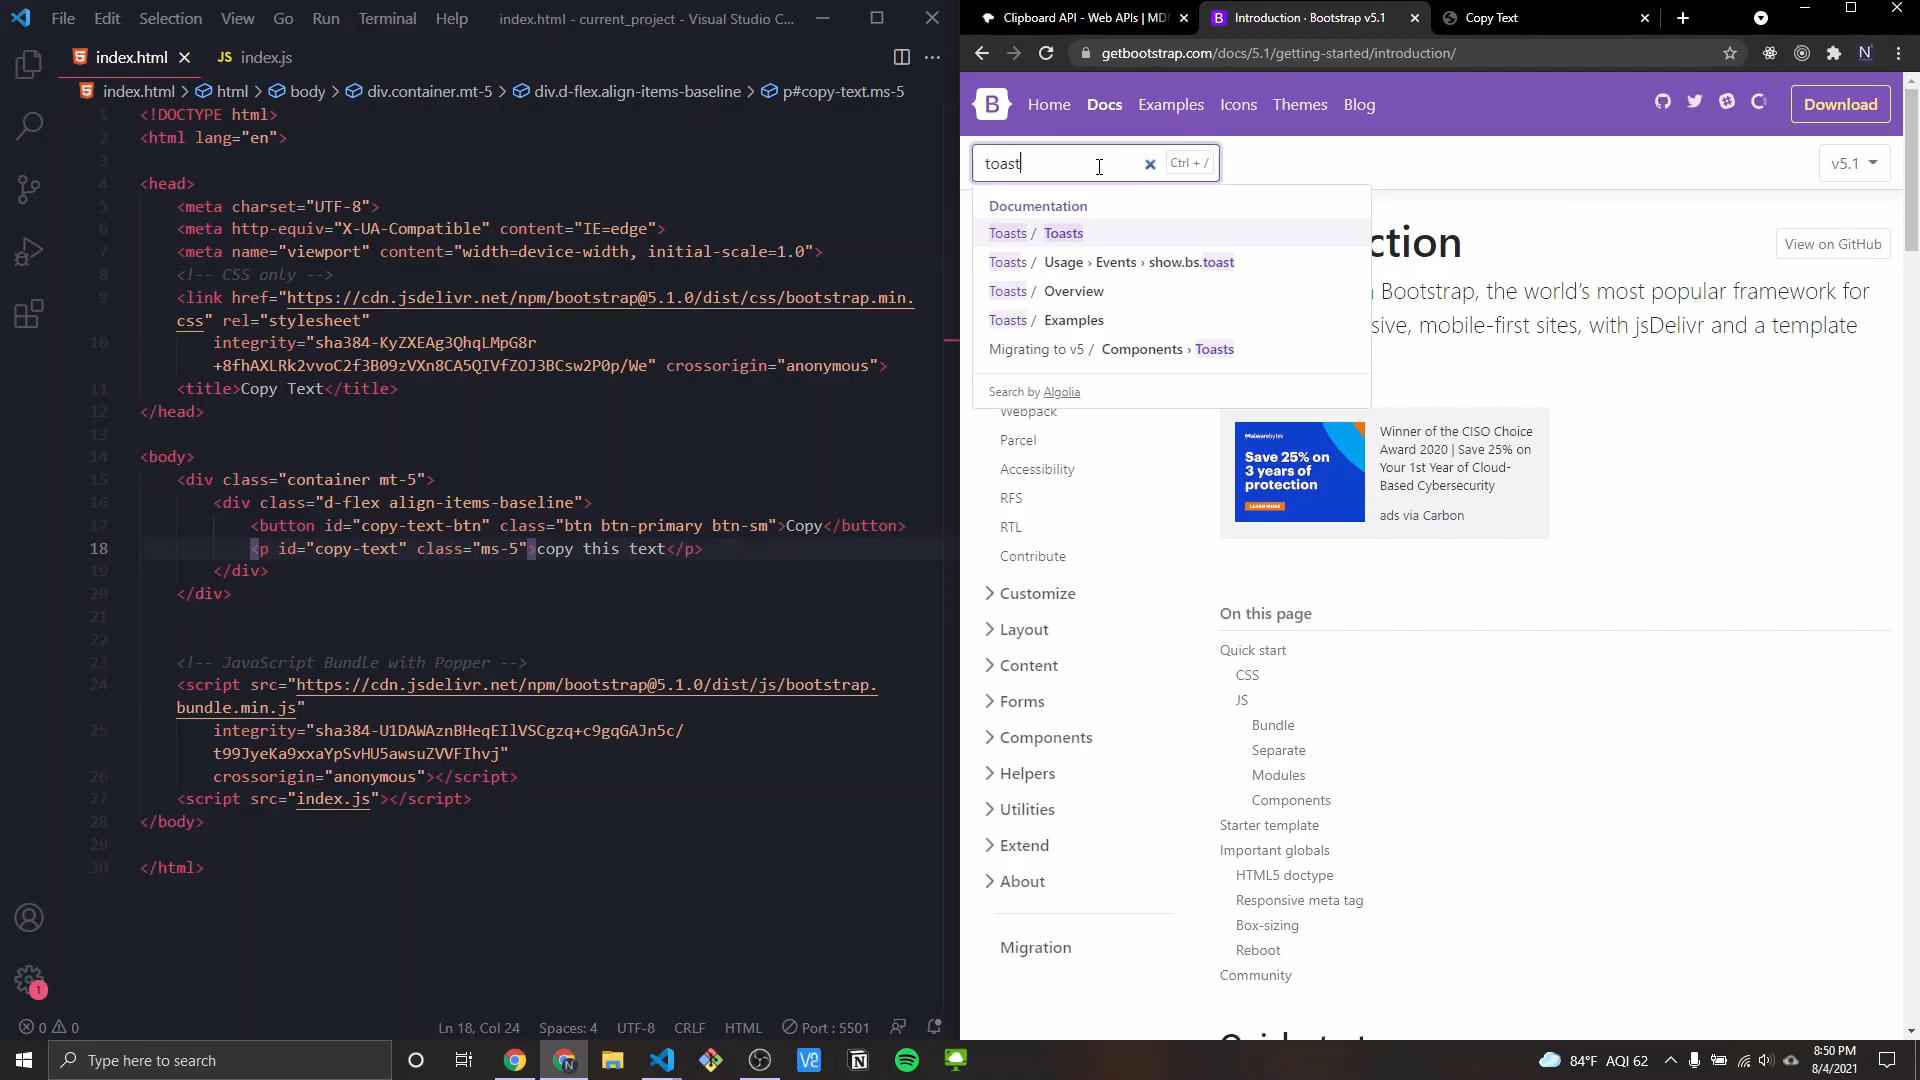 File Edit Selection View Go Run Terminal Help index.html - current_project - Visual Studio C...
index.html JS index.js
index.html > html > body > div.container.mt-5 > div.d-flex.align-items-baseline > p#copy-text.ms-5
1 <!DOCTYPE html>
2 <html lang="en">
3
4 <head>
5 <meta charset="UTF-8">
6 <meta http-equiv="X-UA-Compatible" content="IE=edge">
7 <meta name="viewport" content="width=device-width, initial-scale=1.0">
8 <!-- CSS only -->
9 <link href="https://cdn.jsdelivr.net/npm/bootstrap@5.1.0/dist/css/bootstrap.min.
css" rel="stylesheet"
10 integrity="sha384-KyZXEAg3QhqLMpG8r
+8fhAXLRk2vvoC2f3B09zVXn8CA5QIVfZOJ3BCsw2P0p/We" crossorigin="anonymous">
11 <title>Copy Text</title>
12 </head>
13
14 <body>
15 <div class="container mt-5">
16 <div class="d-flex align-items-baseline">
17 <button id="copy-text-btn" class="btn btn-primary btn-sm">Copy</button>
18 <p id="copy-text" class="ms-5">copy this text</p>
19 </div>
20 </div>
21
22
23 <!-- JavaScript Bundle with Popper -->
24 <script src="https://cdn.jsdelivr.net/npm/bootstrap@5.1.0/dist/js/bootstrap.
bundle.min.js"
25 integrity="sha384-U1DAWAznBHeqEIlVSCgzq+c9gqGAJn5c/
t99JyeKa9xxaYpSvHU5awsuZVVFIhvj"
26 crossorigin="anonymous"></script>
27 <script src="index.js"></script>
28 </body>
29
30 </html>
1
0 0 Ln 18, Col 24 Spaces: 4 UTF-8 CRLF HTML Port : 5501
Clipboard API - Web APIs | MD Introduction · Bootstrap v5.1 Copy Text
getbootstrap.com/docs/5.1/getting-started/introduction/
B Home Docs Examples Icons Themes Blog Download
toast Ctrl + / v5.1
Documentation
Toasts / Toasts
Toasts / Usage › Events › show.bs.toast
Toasts / Overview
Toasts / Examples
Migrating to v5 / Components › Toasts
Search by Algolia
ction View on GitHub
Bootstrap, the world's most popular framework for
sive, mobile-first sites, with jsDelivr and a template
Webpack
Parcel
Accessibility
RFS
RTL
Contribute
Customize
Layout
Content
Forms
Components
Helpers
Utilities
Extend
About
Migration
Malwarebytes
Save 25% on
3 years of
protection
LEARN MORE
Winner of the CISO Choice
Award 2020 | Save 25% on
Your 1st Year of Cloud-
Based Cybersecurity
ads via Carbon
On this page
Quick start
CSS
JS
Bundle
Separate
Modules
Components
Starter template
Important globals
HTML5 doctype
Responsive meta tag
Box-sizing
Reboot
Community
Type here to search
84°F AQI 62
8:50 PM
8/4/2021